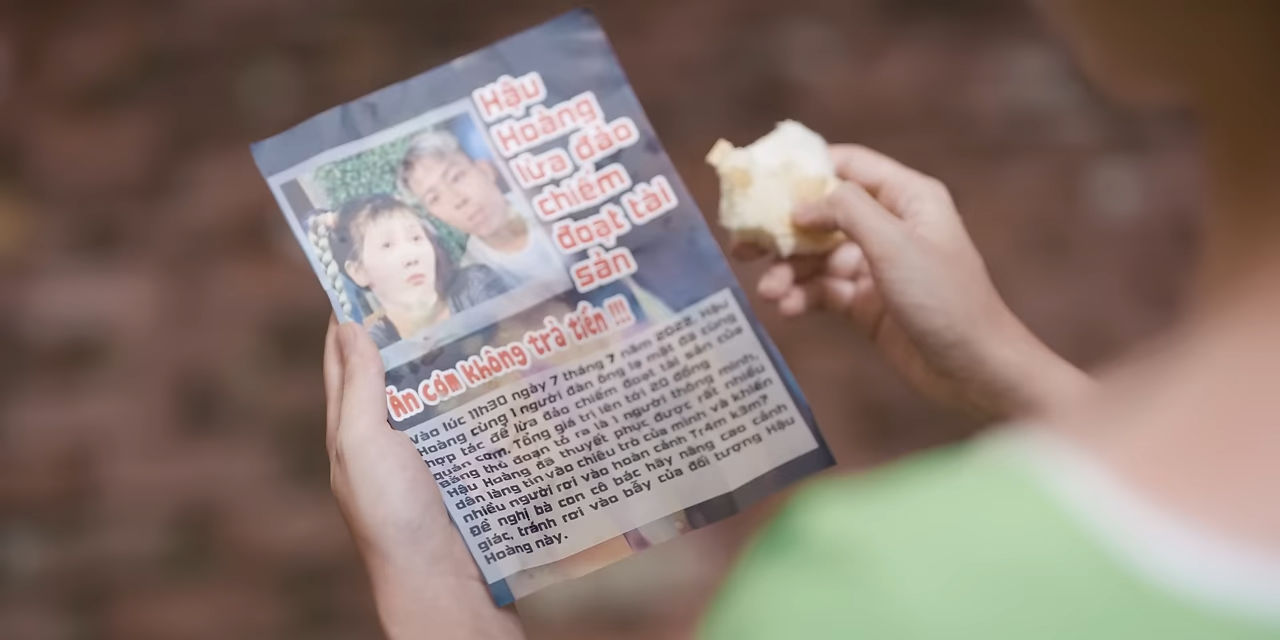 Hậu
Hoàng
lừa đảo
chiếm
đoạt tài
sản
Ăn cơm không trả tiền !!!
Vào lúc 11h30 ngày 7 tháng 7 năm 2022, Hậu
Hoàng cùng 1 người đàn ông lạ mặt đã cùng
hợp tác để lừa đảo chiếm đoạt tài sản của
quán cơm. Tổng giá trị lên tới 20 đồng
Bằng thủ đoạn tỏ ra là 1 người thông minh,
Hậu Hoàng đã thuyết phục được rất nhiều
dân làng tin vào chiêu trò của mình và khiến
nhiều người rơi vào hoàn cảnh Tr4m k3m?
Đề nghị bà con cô bác hãy nâng cao cảnh
giác, tránh rơi vào bẫy của đối tượng Hậu
Hoàng này.